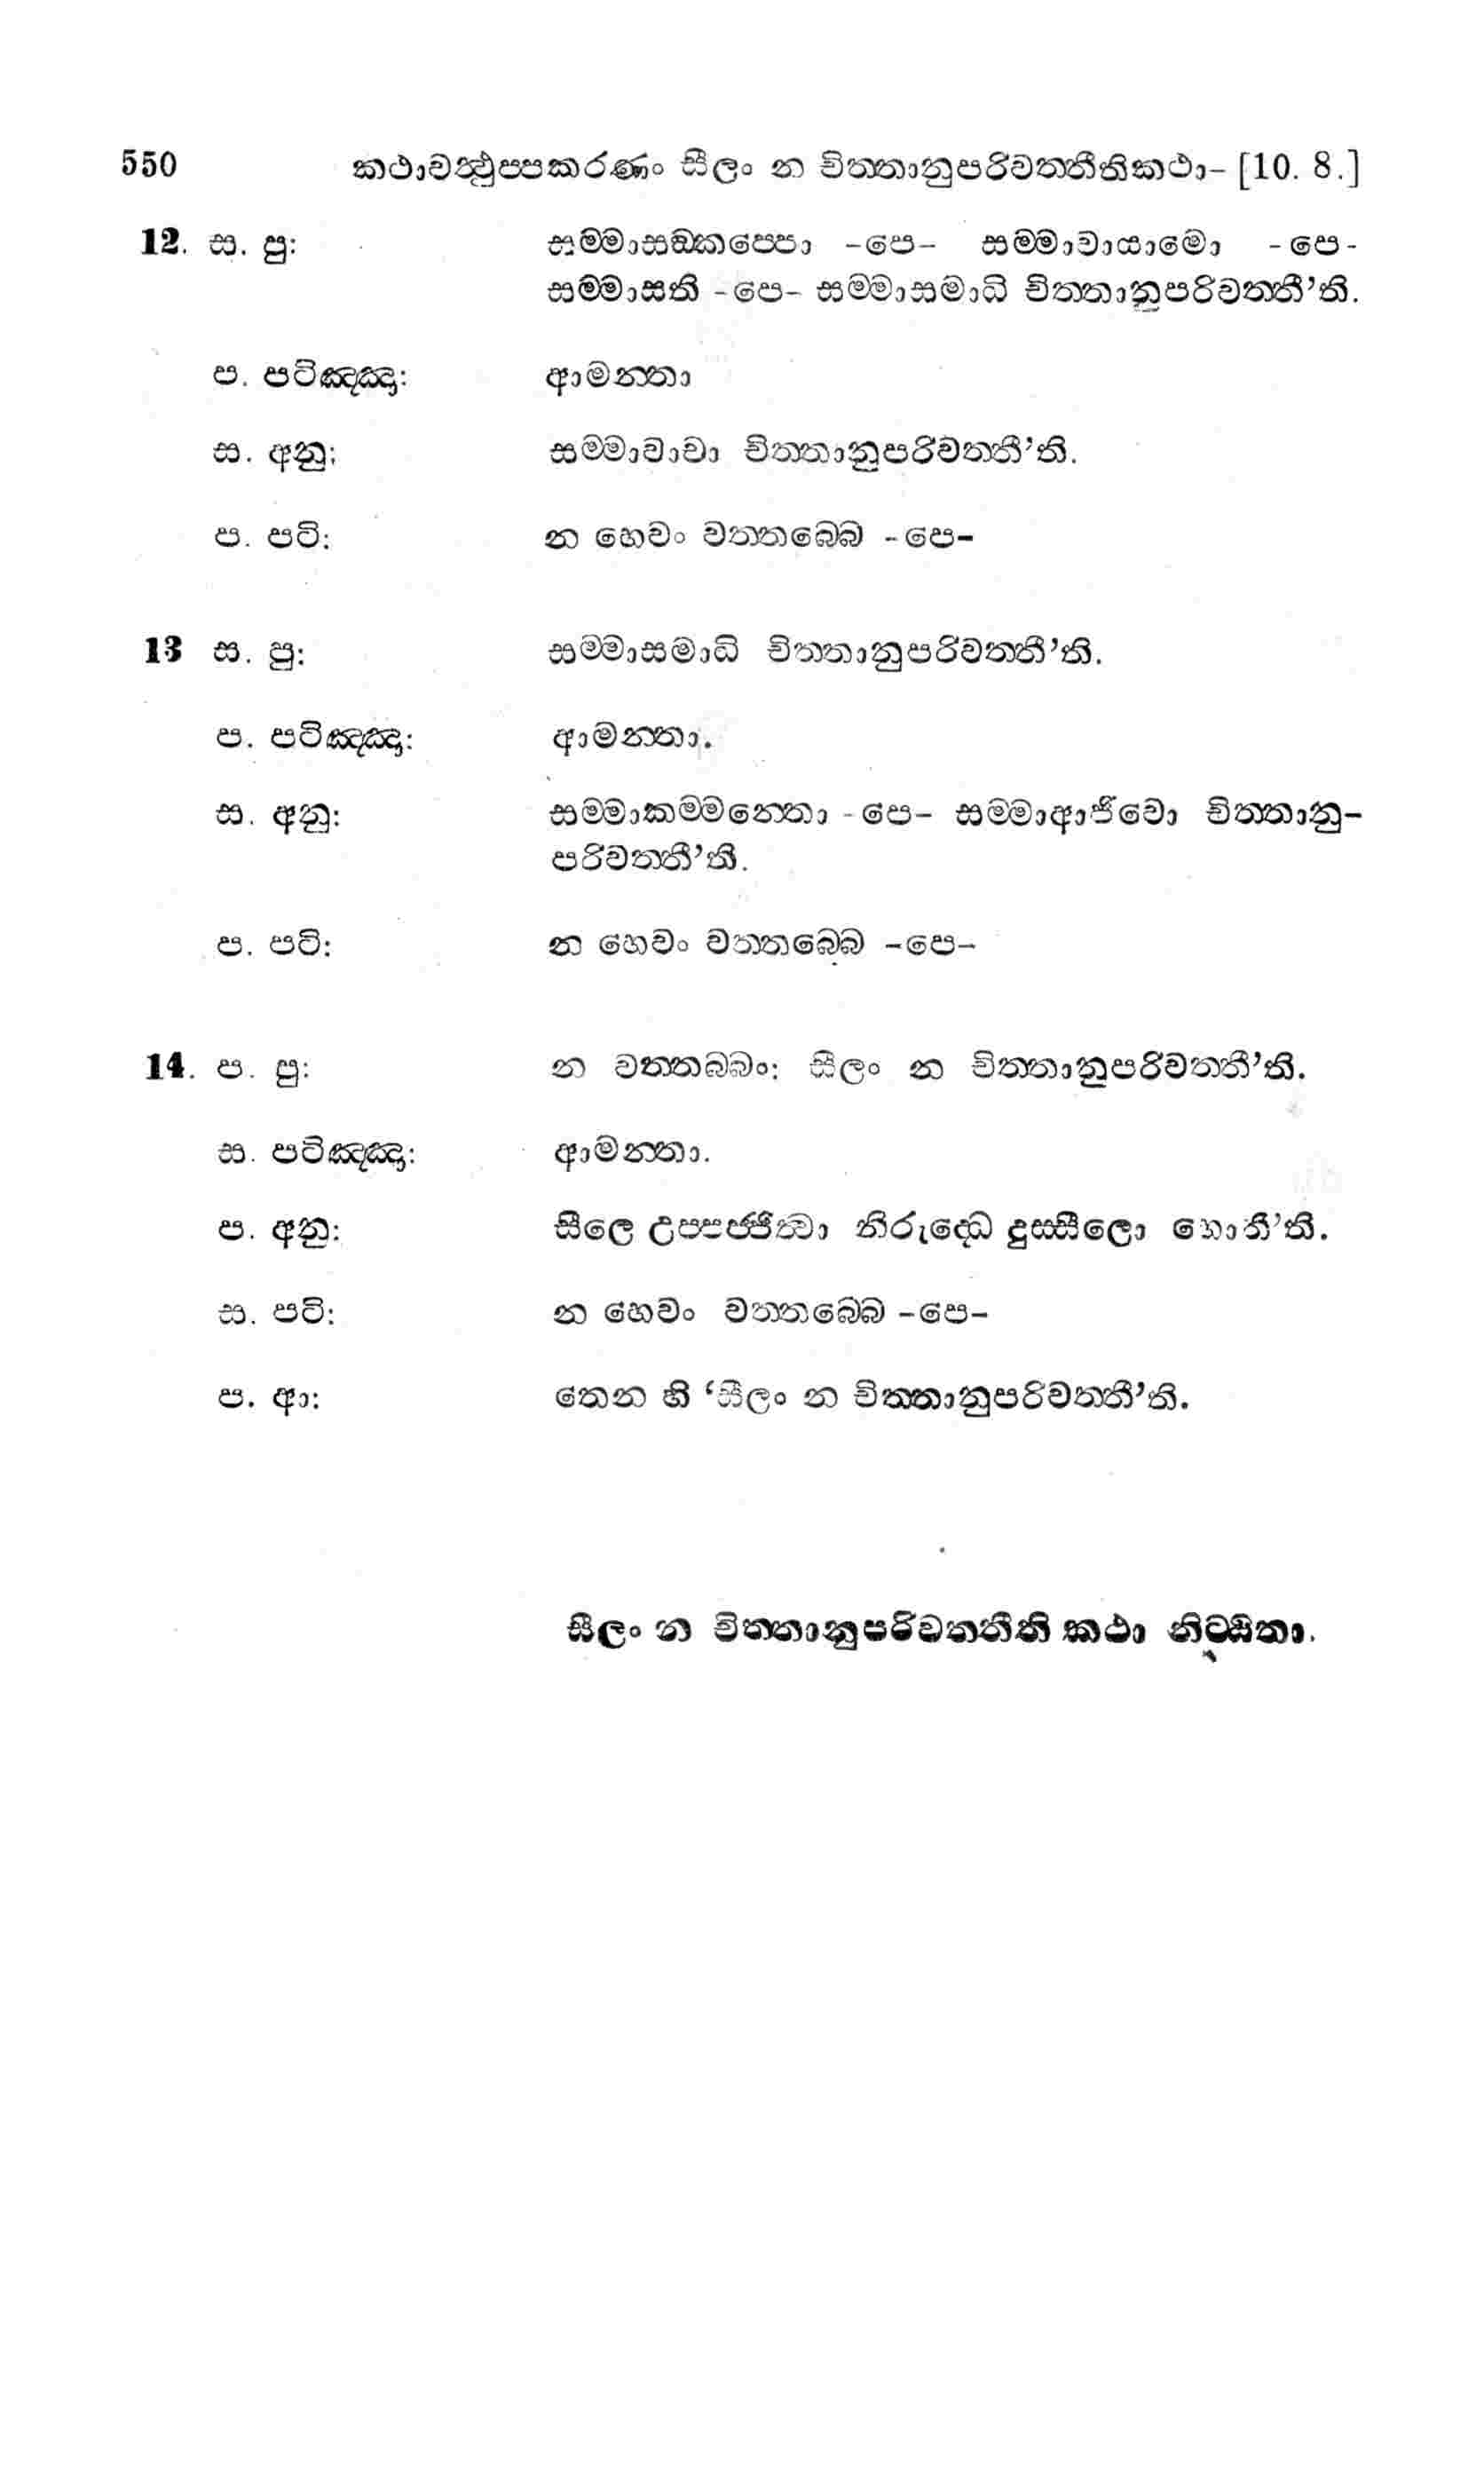 550 කථාවත්‍ථුප‍්පකරණං සීලං න චිත‍්තානුපරිවත‍්තීතිකථා- [10. 8.]
12. ස. පු: සම‍්මාසඞ‍්කප‍්පො -පෙ- සම‍්මාවායාමො -පෙ-
සම‍්මාසති -පෙ- සම‍්මාසමාධි චිත‍්තානුපරිවත‍්තී’ති.
ප. පටිඤ‍්ඤා: ආමන‍්තා
ස. අනු: සම‍්මාවාචා චිත‍්තානුපරිවත‍්තී’ති.
ප. පටි: න හෙවං වත‍්තබ‍්බෙ -පෙ-
13 ස. පු: සම‍්මාසමාධි චිත‍්තානුපරිවත‍්තී’ති.
ප. පටිඤ‍්ඤා: ආමන‍්තා.
ස. අනු: සම‍්මාකම‍්මන‍්තො -පෙ- සම‍්මාආජීවො චිත‍්තානු-
පරිවත‍්තී’ති.
ප. පටි: න හෙවං වත‍්තබ‍්බෙ -පෙ-
14. ප. පු: න වත‍්තබ‍්බං: සීලං න චිත‍්තානුපරිවත‍්තී’ති.
ස. පටිඤ‍්ඤා: ආමන‍්තා.
ප. අනු: සීලෙ උප‍්පජ‍්ජිත්‍වා නිරුද‍්ධෙ දුස‍්සීලො හොතී’ති.
ස. පටි: න හෙවං වත‍්තබ‍්බෙ -පෙ-
ප. ආ: තෙන හි ‘සීලං න චිත‍්තානුපරිවත‍්තී’ති.
සීලං න චිත‍්තානුපරිවත‍්තීති කථා නිට‍්ඨිතා.